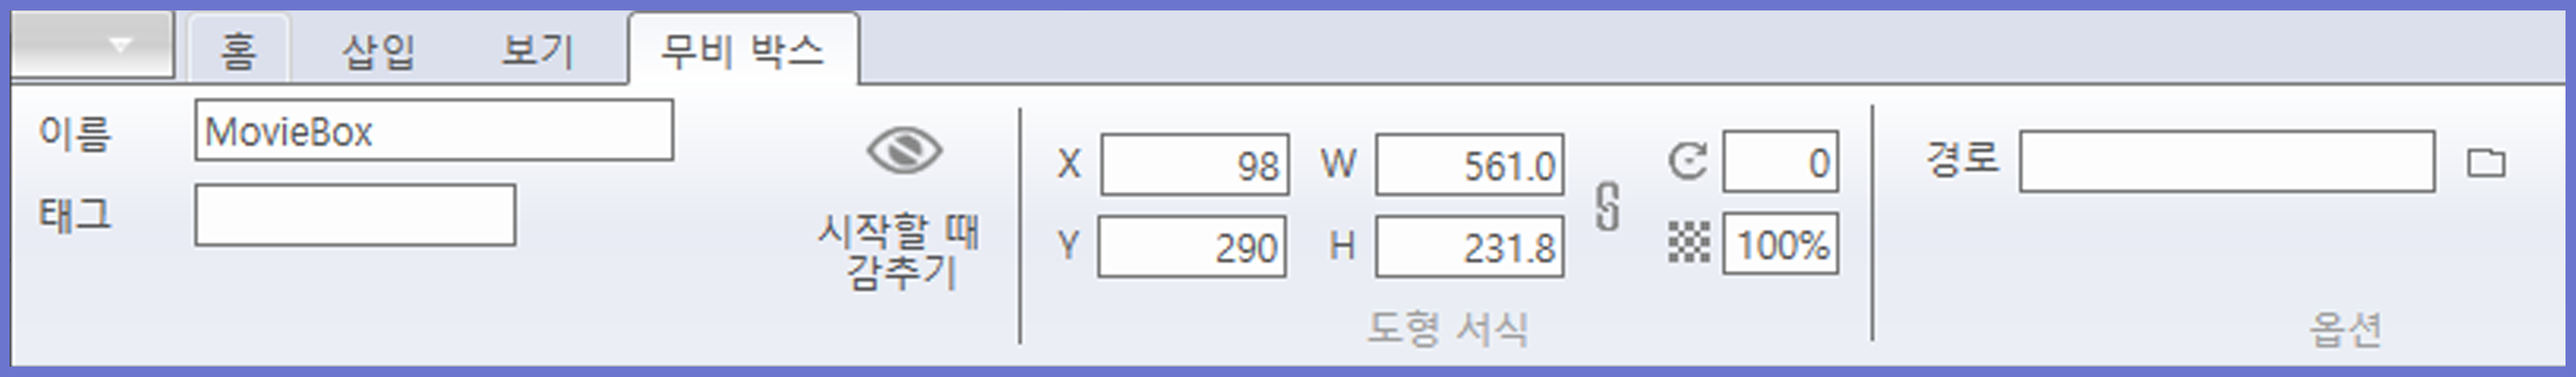 홈 삽입 보기 무비 박스
이름 MovieBox
태그
시작할 때
감추기
X 98 W 561.0 0
Y 290 H 231.8 100%
도형 서식
경로
옵션